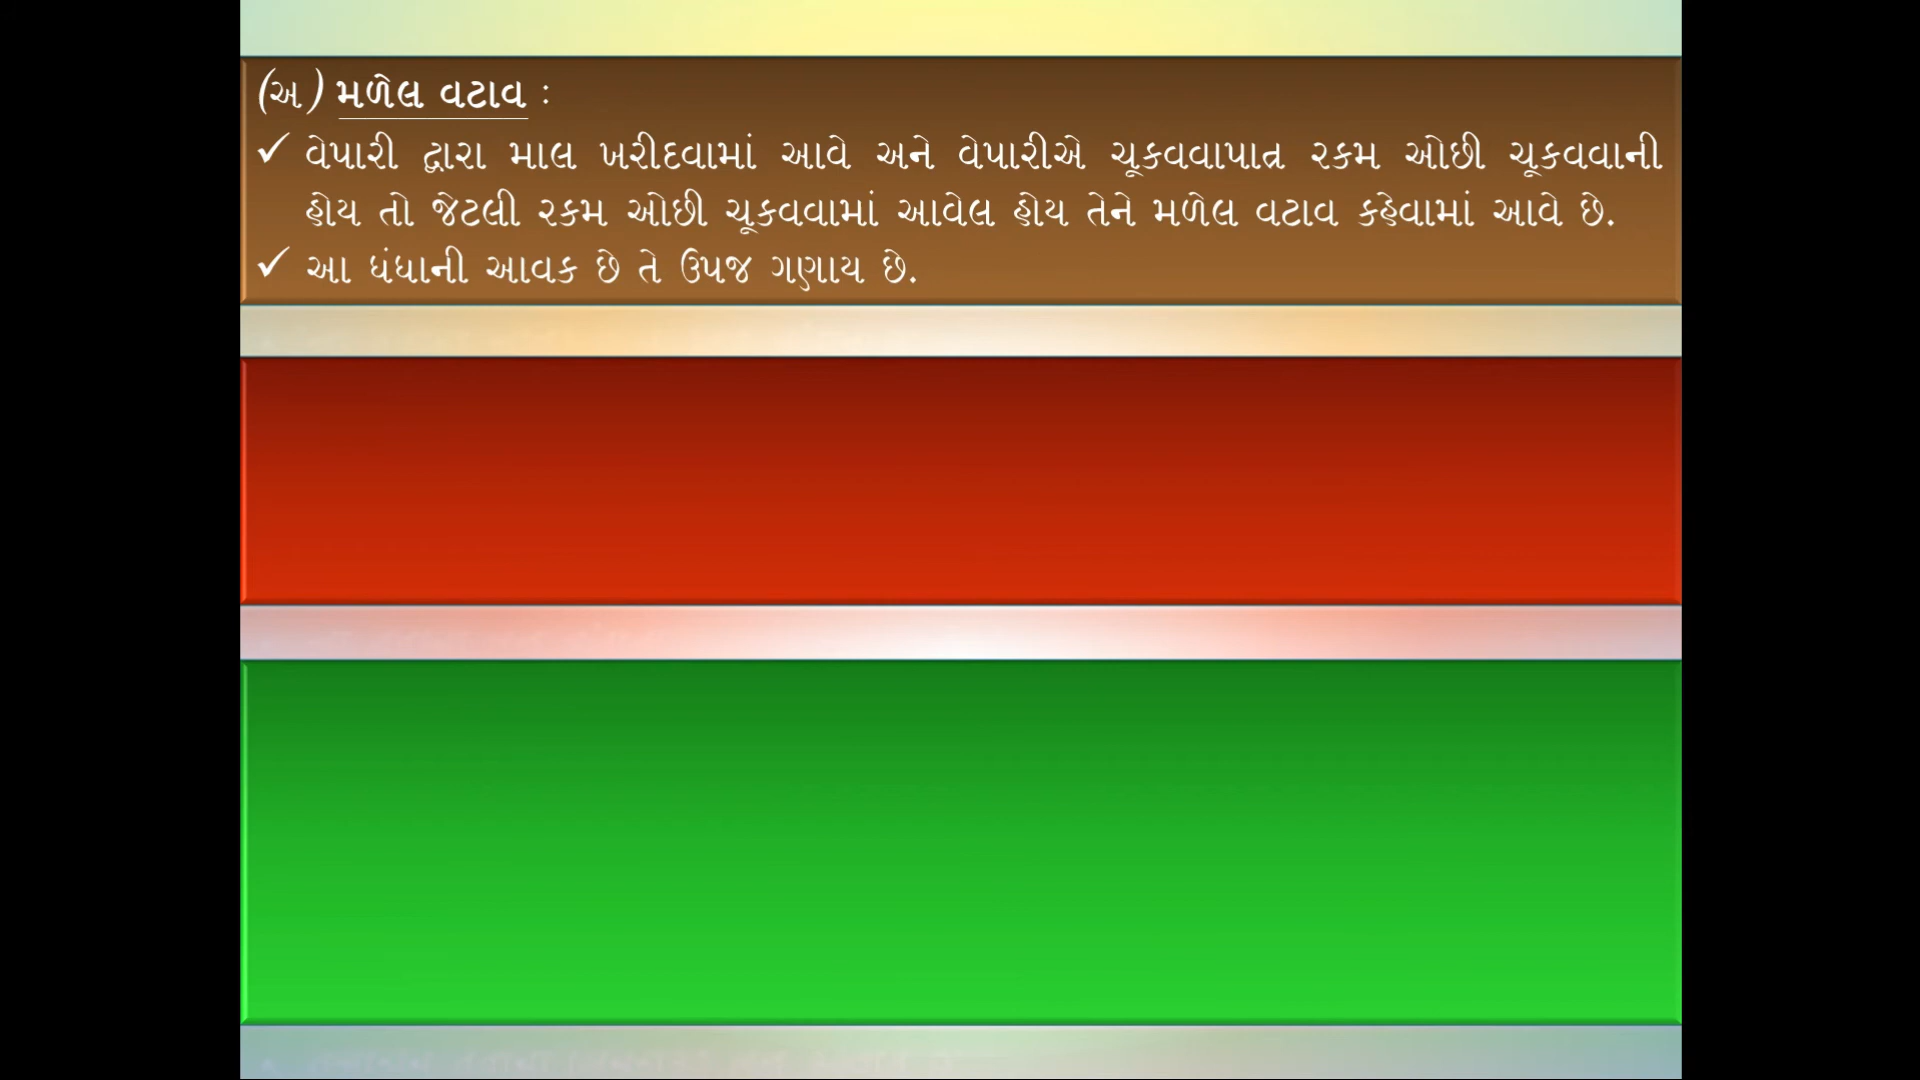 (અ) મળેલ વટાવ :
✓ વેપારી દ્વારા માલ ખરીદવામાં આવે અને વેપારીએ ચૂકવવાપાત્ર રકમ ઓછી ચૂકવવાની
હોય તો જેટલી રકમ ઓછી ચૂકવવામાં આવેલ હોય તેને મળેલ વટાવ કહેવામાં આવે છે.
✓ આ ધંધાની આવક છે તે ઉપજ ગણાય છે.